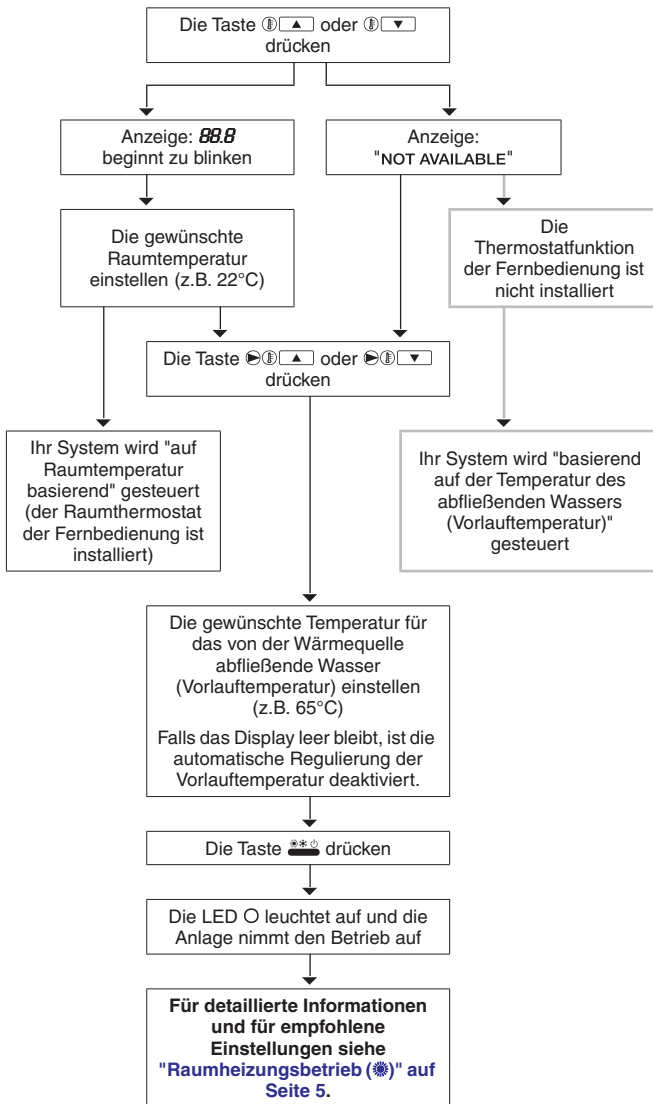 Die Taste ▲ oder ▼
drücken
Anzeige: 88.8
beginnt zu blinken
Anzeige:
"NOT AVAILABLE"
Die gewünschte
Raumtemperatur
einstellen (z.B. 22°C)
Die
Thermostatfunktion
der Fernbedienung ist
nicht installiert
Die Taste ▲ oder ▼
drücken
Ihr System wird "auf
Raumtemperatur
basierend" gesteuert
(der Raumthermostat
der Fernbedienung ist
installiert)
Ihr System wird "basierend
auf der Temperatur des
abfließenden Wassers
(Vorlauftemperatur)"
gesteuert
Die gewünschte Temperatur für
das von der Wärmequelle
abfließende Wasser
(Vorlauftemperatur) einstellen
(z.B. 65°C)
Falls das Display leer bleibt, ist die
automatische Regulierung der
Vorlauftemperatur deaktiviert.
Die Taste drücken
Die LED leuchtet auf und die
Anlage nimmt den Betrieb auf
Für detaillierte Informationen
und für empfohlene
Einstellungen siehe
"Raumheizungsbetrieb ()" auf
Seite 5.